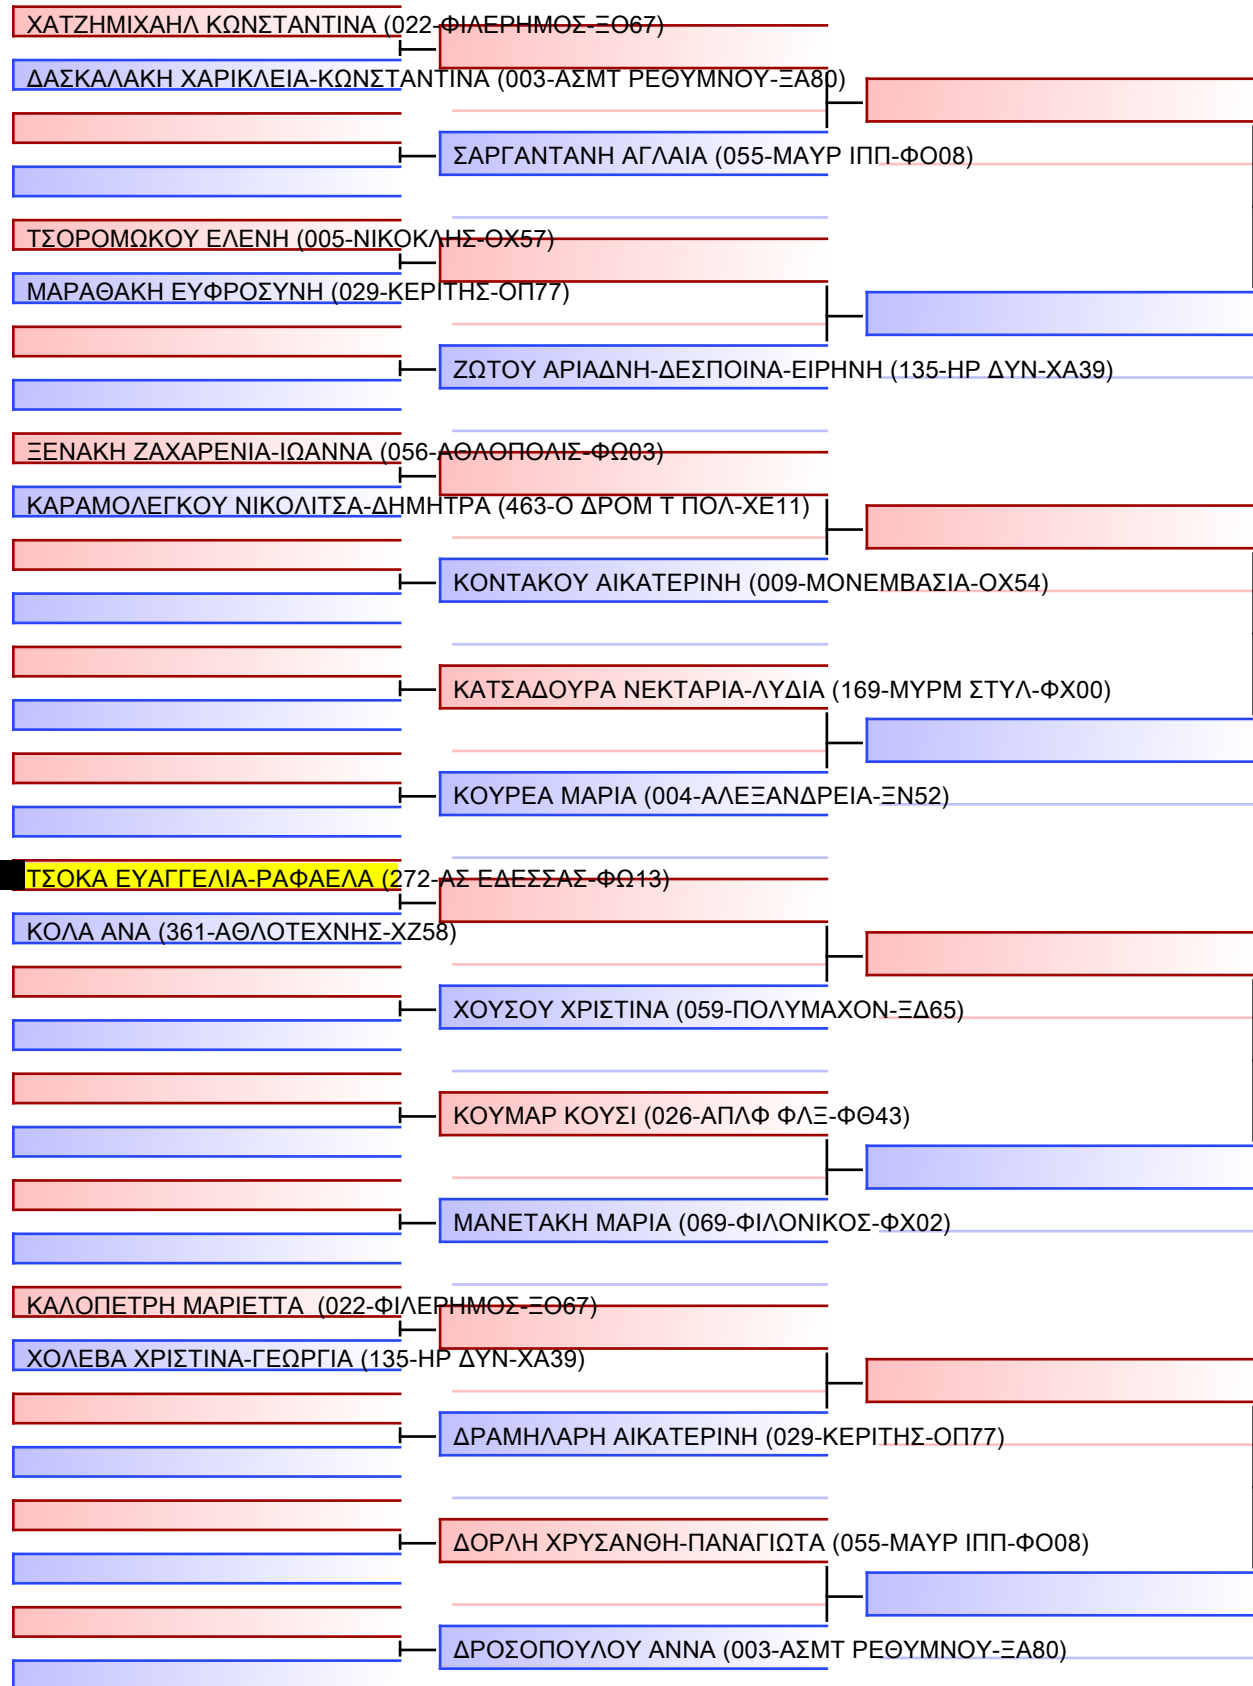 ΧΑΤΖΗΜΙΧΑΗΛ ΚΩΝΣΤΑΝΤΙΝΑ (022-ΦΙΛΕΡΗΜΟΣ-ΞΟ67)
ΔΑΣΚΑΛΑΚΗ ΧΑΡΙΚΛΕΙΑ-ΚΩΝΣΤΑΝΤΙΝΑ (003-ΑΣΜΤ ΡΕΘΥΜΝΟΥ-ΞΑ80)
ΣΑΡΓΑΝΤΑΝΗ ΑΓΛΑΙΑ (055-ΜΑΥΡ ΙΠΠ-ΦΟ08)
ΤΣΟΡΟΜΩΚΟΥ ΕΛΕΝΗ (005-ΝΙΚΟΚΛΗΣ-ΟΧ57)
ΜΑΡΑΘΑΚΗ ΕΥΦΡΟΣΥΝΗ (029-ΚΕΡΙΤΗΣ-ΟΠ77)
ΖΩΤΟΥ ΑΡΙΑΔΝΗ-ΔΕΣΠΟΙΝΑ-ΕΙΡΗΝΗ (135-ΗΡ ΔΥΝ-ΧΑ39)
ΞΕΝΑΚΗ ΖΑΧΑΡΕΝΙΑ-ΙΩΑΝΝΑ (056-ΑΘΛΟΠΟΛΙΣ-ΦΩ03)
ΚΑΡΑΜΟΛΕΓΚΟΥ ΝΙΚΟΛΙΤΣΑ-ΔΗΜΗΤΡΑ (463-Ο ΔΡΟΜ Τ ΠΟΛ-ΧΕ11)
ΚΟΝΤΑΚΟΥ ΑΙΚΑΤΕΡΙΝΗ (009-ΜΟΝΕΜΒΑΣΙΑ-ΟΧ54)
ΚΑΤΣΑΔΟΥΡΑ ΝΕΚΤΑΡΙΑ-ΛΥΔΙΑ (169-ΜΥΡΜ ΣΤΥΛ-ΦΧ00)
ΚΟΥΡΕΑ ΜΑΡΙΑ (004-ΑΛΕΞΑΝΔΡΕΙΑ-ΞΝ52)
ΤΣΟΚΑ ΕΥΑΓΓΕΛΙΑ-ΡΑΦΑΕΛΑ (272-ΑΣ ΕΔΕΣΣΑΣ-ΦΩ13)
ΚΟΛΑ ΑΝΑ (361-ΑΘΛΟΤΕΧΝΗΣ-ΧΖ58)
ΧΟΥΣΟΥ ΧΡΙΣΤΙΝΑ (059-ΠΟΛΥΜΑΧΟΝ-ΞΔ65)
ΚΟΥΜΑΡ ΚΟΥΣΙ (026-ΑΠΛΦ ΦΛΞ-ΦΘ43)
ΜΑΝΕΤΑΚΗ ΜΑΡΙΑ (069-ΦΙΛΟΝΙΚΟΣ-ΦΧ02)
ΚΑΛΟΠΕΤΡΗ ΜΑΡΙΕΤΤΑ (022-ΦΙΛΕΡΗΜΟΣ-ΞΟ67)
ΧΟΛΕΒΑ ΧΡΙΣΤΙΝΑ-ΓΕΩΡΓΙΑ (135-ΗΡ ΔΥΝ-ΧΑ39)
ΔΡΑΜΗΛΑΡΗ ΑΙΚΑΤΕΡΙΝΗ (029-ΚΕΡΙΤΗΣ-ΟΠ77)
ΔΟΡΛΗ ΧΡΥΣΑΝΘΗ-ΠΑΝΑΓΙΩΤΑ (055-ΜΑΥΡ ΙΠΠ-ΦΟ08)
ΔΡΟΣΟΠΟΥΛΟΥ ΑΝΝΑ (003-ΑΣΜΤ ΡΕΘΥΜΝΟΥ-ΞΑ80)